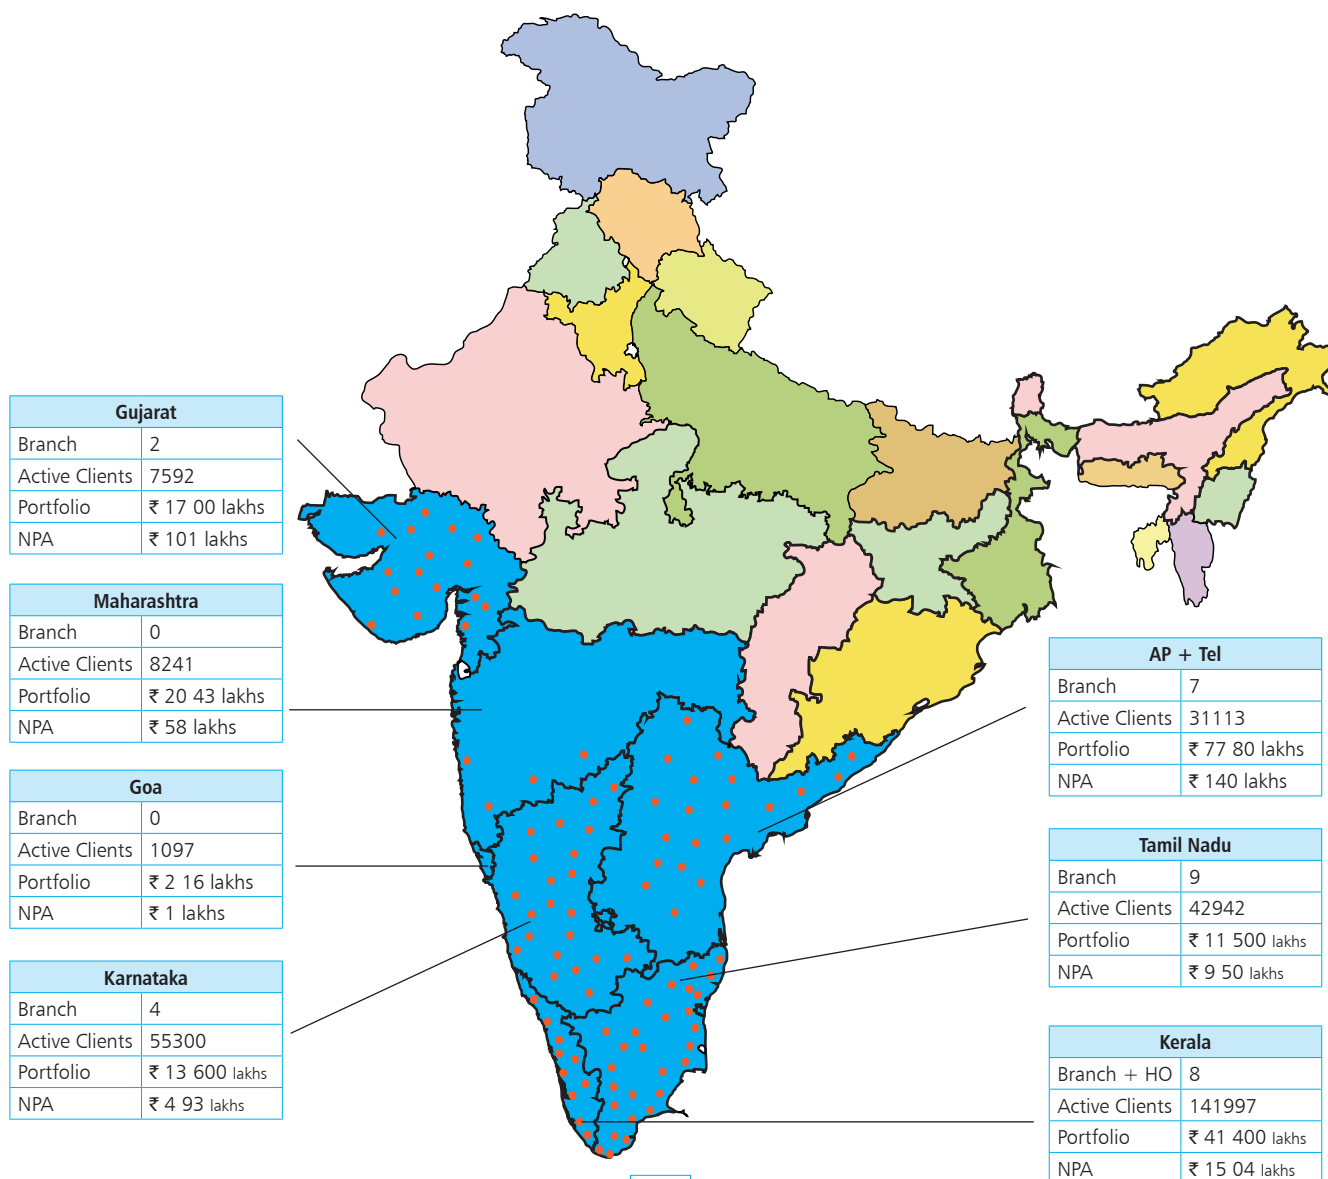 Gujarat
Branch 2
Active Clients 7592
Portfolio ₹ 17 00 lakhs
NPA ₹ 101 lakhs
Maharashtra
Branch 0
Active Clients 8241
Portfolio ₹ 20 43 lakhs
NPA ₹ 58 lakhs
Goa
Branch 0
Active Clients 1097
Portfolio ₹ 2 16 lakhs
NPA ₹ 1 lakhs
Karnataka
Branch 4
Active Clients 55300
Portfolio ₹ 13 600 lakhs
NPA ₹ 4 93 lakhs
AP + Tel
Branch 7
Active Clients 31113
Portfolio ₹ 77 80 lakhs
NPA ₹ 140 lakhs
Tamil Nadu
Branch 9
Active Clients 42942
Portfolio ₹ 11 500 lakhs
NPA ₹ 9 50 lakhs
Kerala
Branch + HO 8
Active Clients 141997
Portfolio ₹ 41 400 lakhs
NPA ₹ 15 04 lakhs